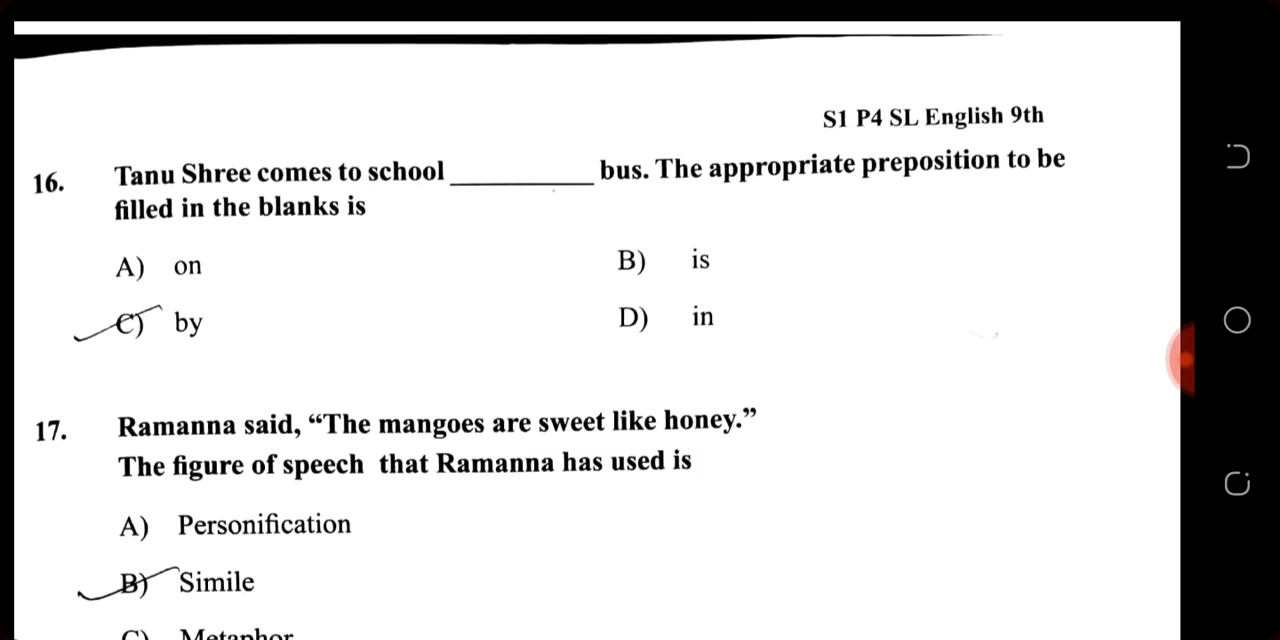 S1 P4 SL English 9th
16. Tanu Shree comes to school __________ bus. The appropriate preposition to be
filled in the blanks is
A) on B) is
C) by D) in
17. Ramanna said, “The mangoes are sweet like honey.”
The figure of speech that Ramanna has used is
A) Personification
B) Simile
C) Metaphor